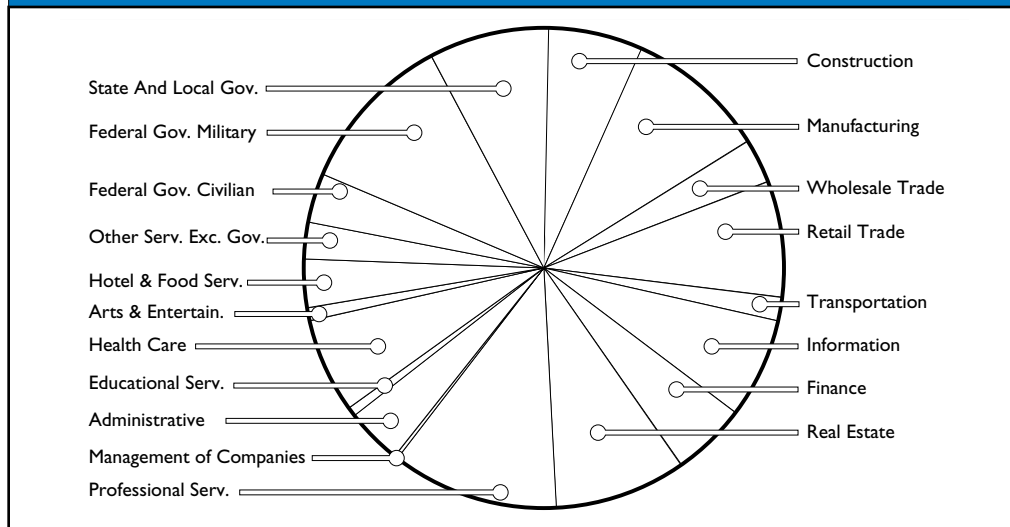 State And Local Gov.
Federal Gov. Military
Federal Gov. Civilian
Other Serv. Exc. Gov.
Hotel & Food Serv.
Arts & Entertain.
Health Care
Educational Serv.
Administrative
Management of Companies
Professional Serv.
Construction
Manufacturing
Wholesale Trade
Retail Trade
Transportation
Information
Finance
Real Estate